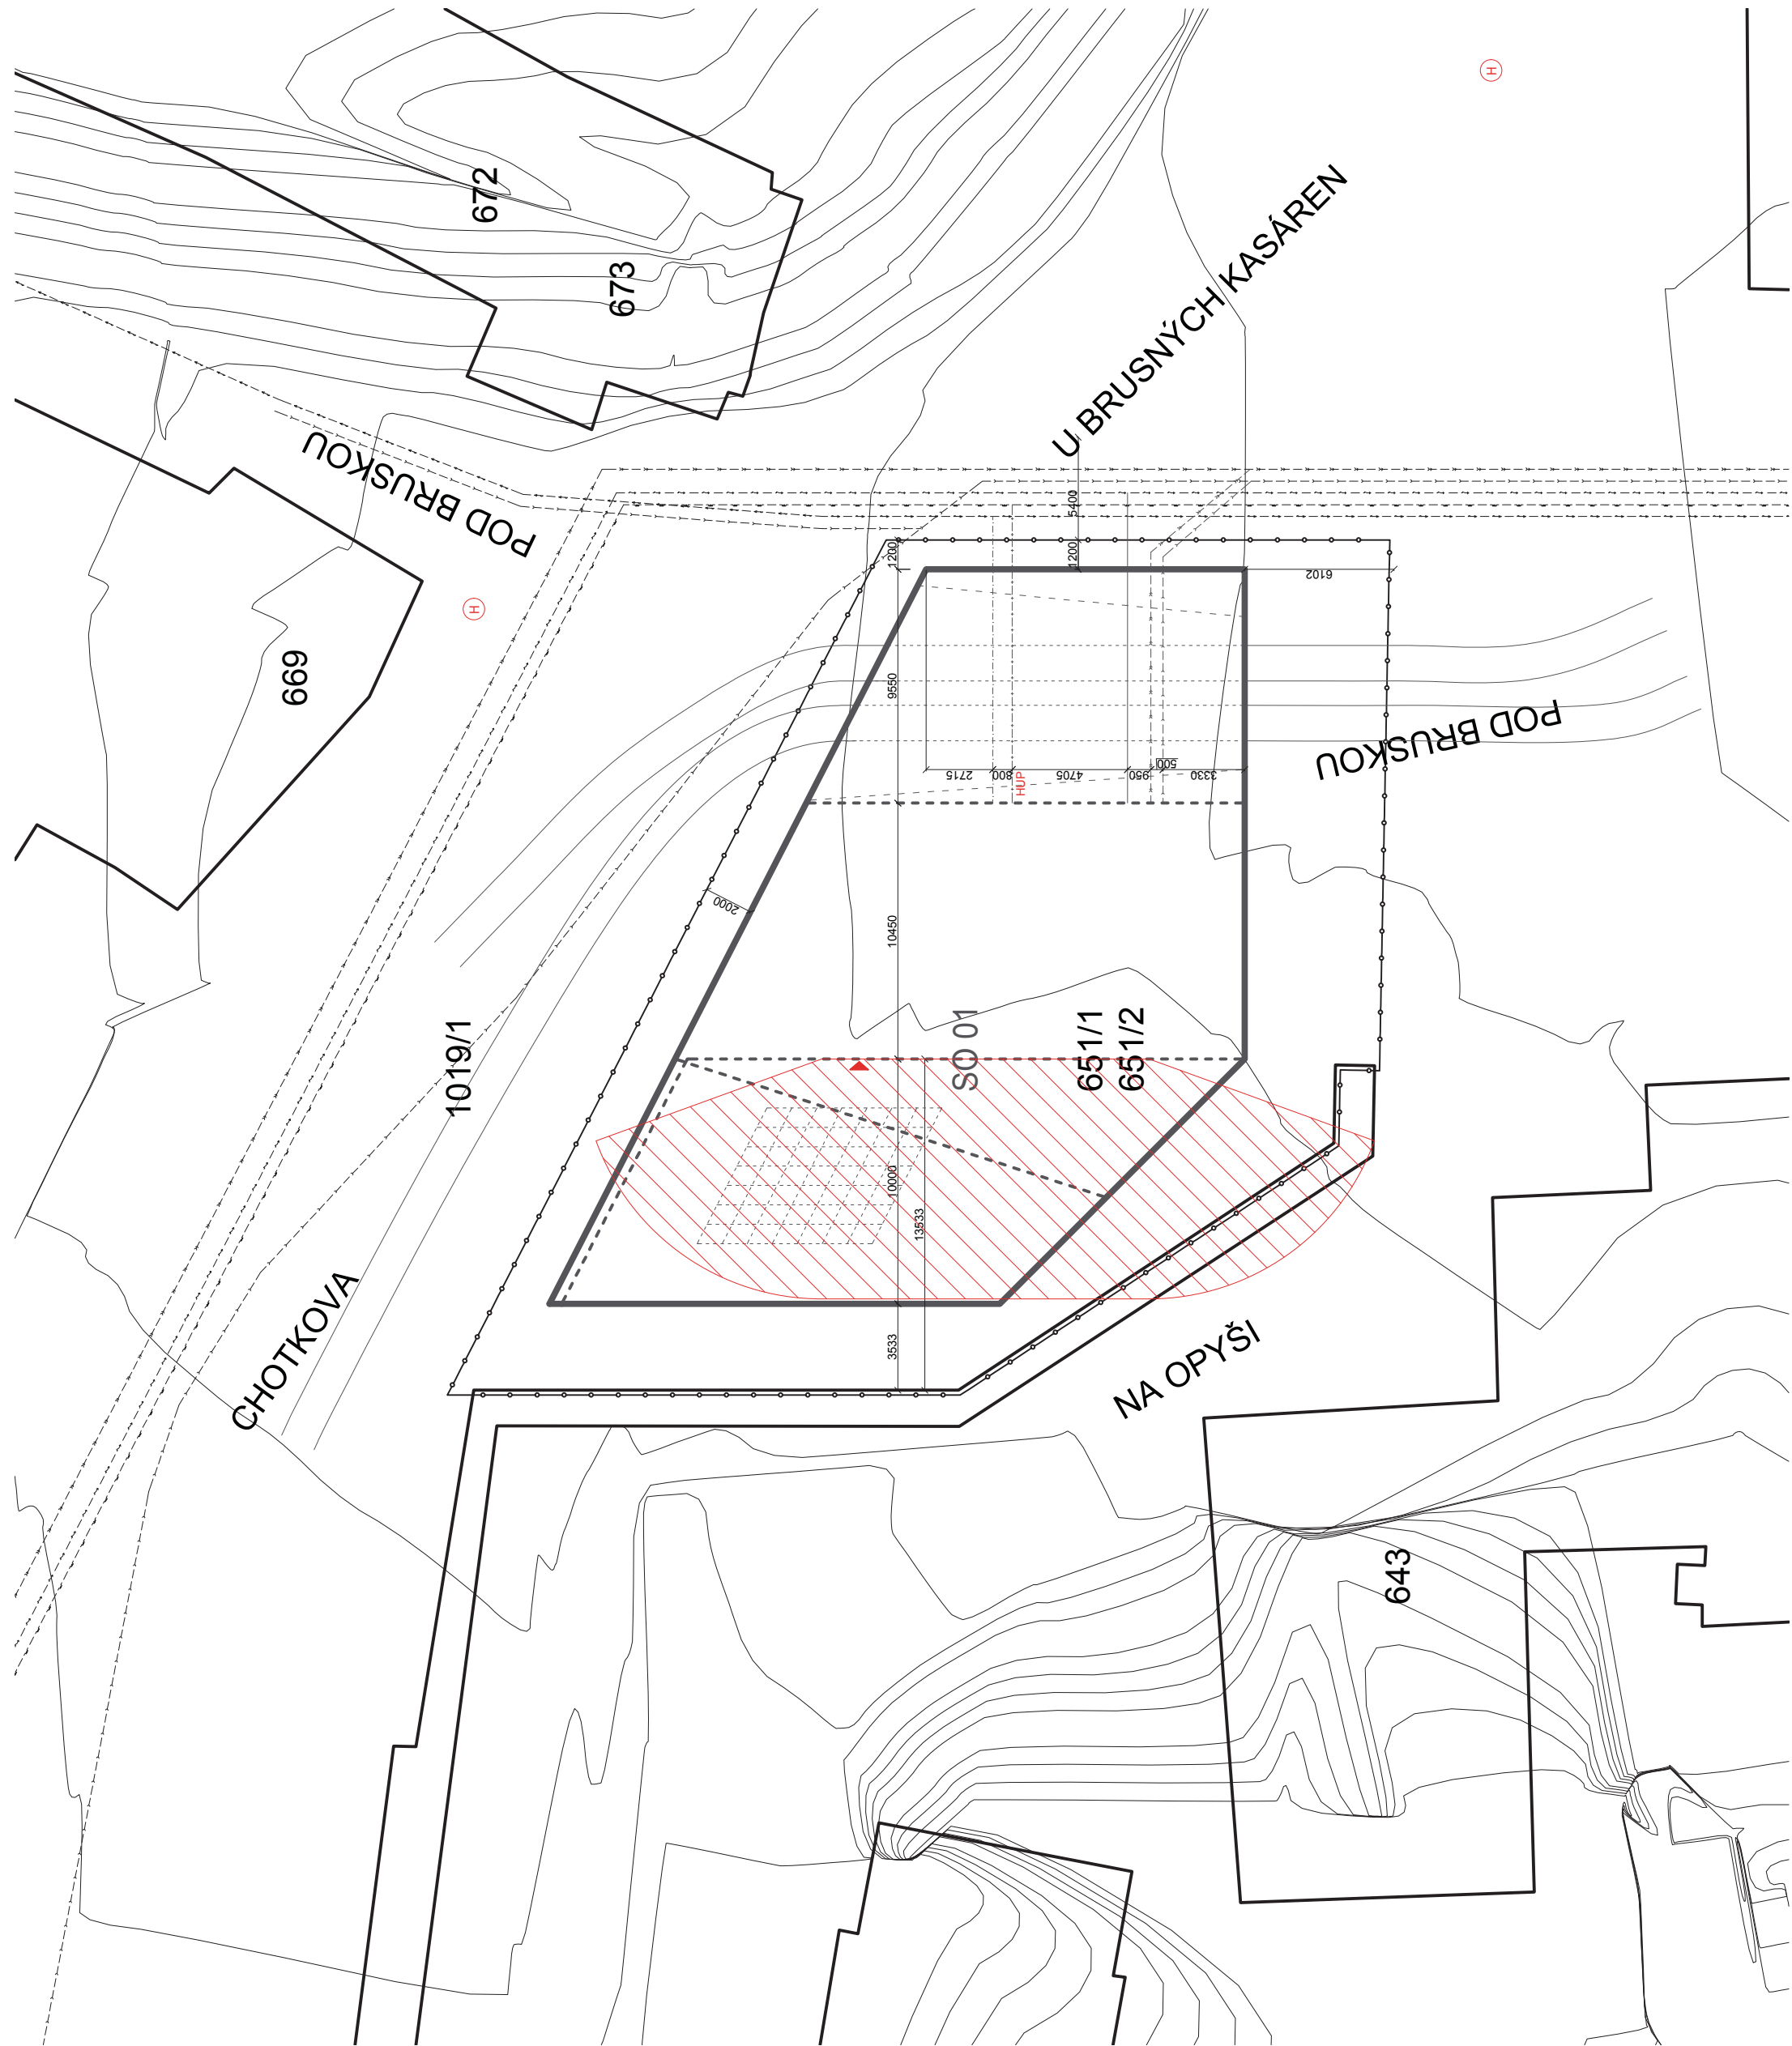 H
672
673
U BRUSNÝCH KASÁREN
POD BRUSKOU
5400
1200
1200
6102
H
669
9550
POD BRUSKOU
2715
800
4705
950
500
3330
HUP
2000
10450
1019/1
SO 01
651/1
651/2
10000
13533
CHOTKOVA
3533
NA OPYŠI
643